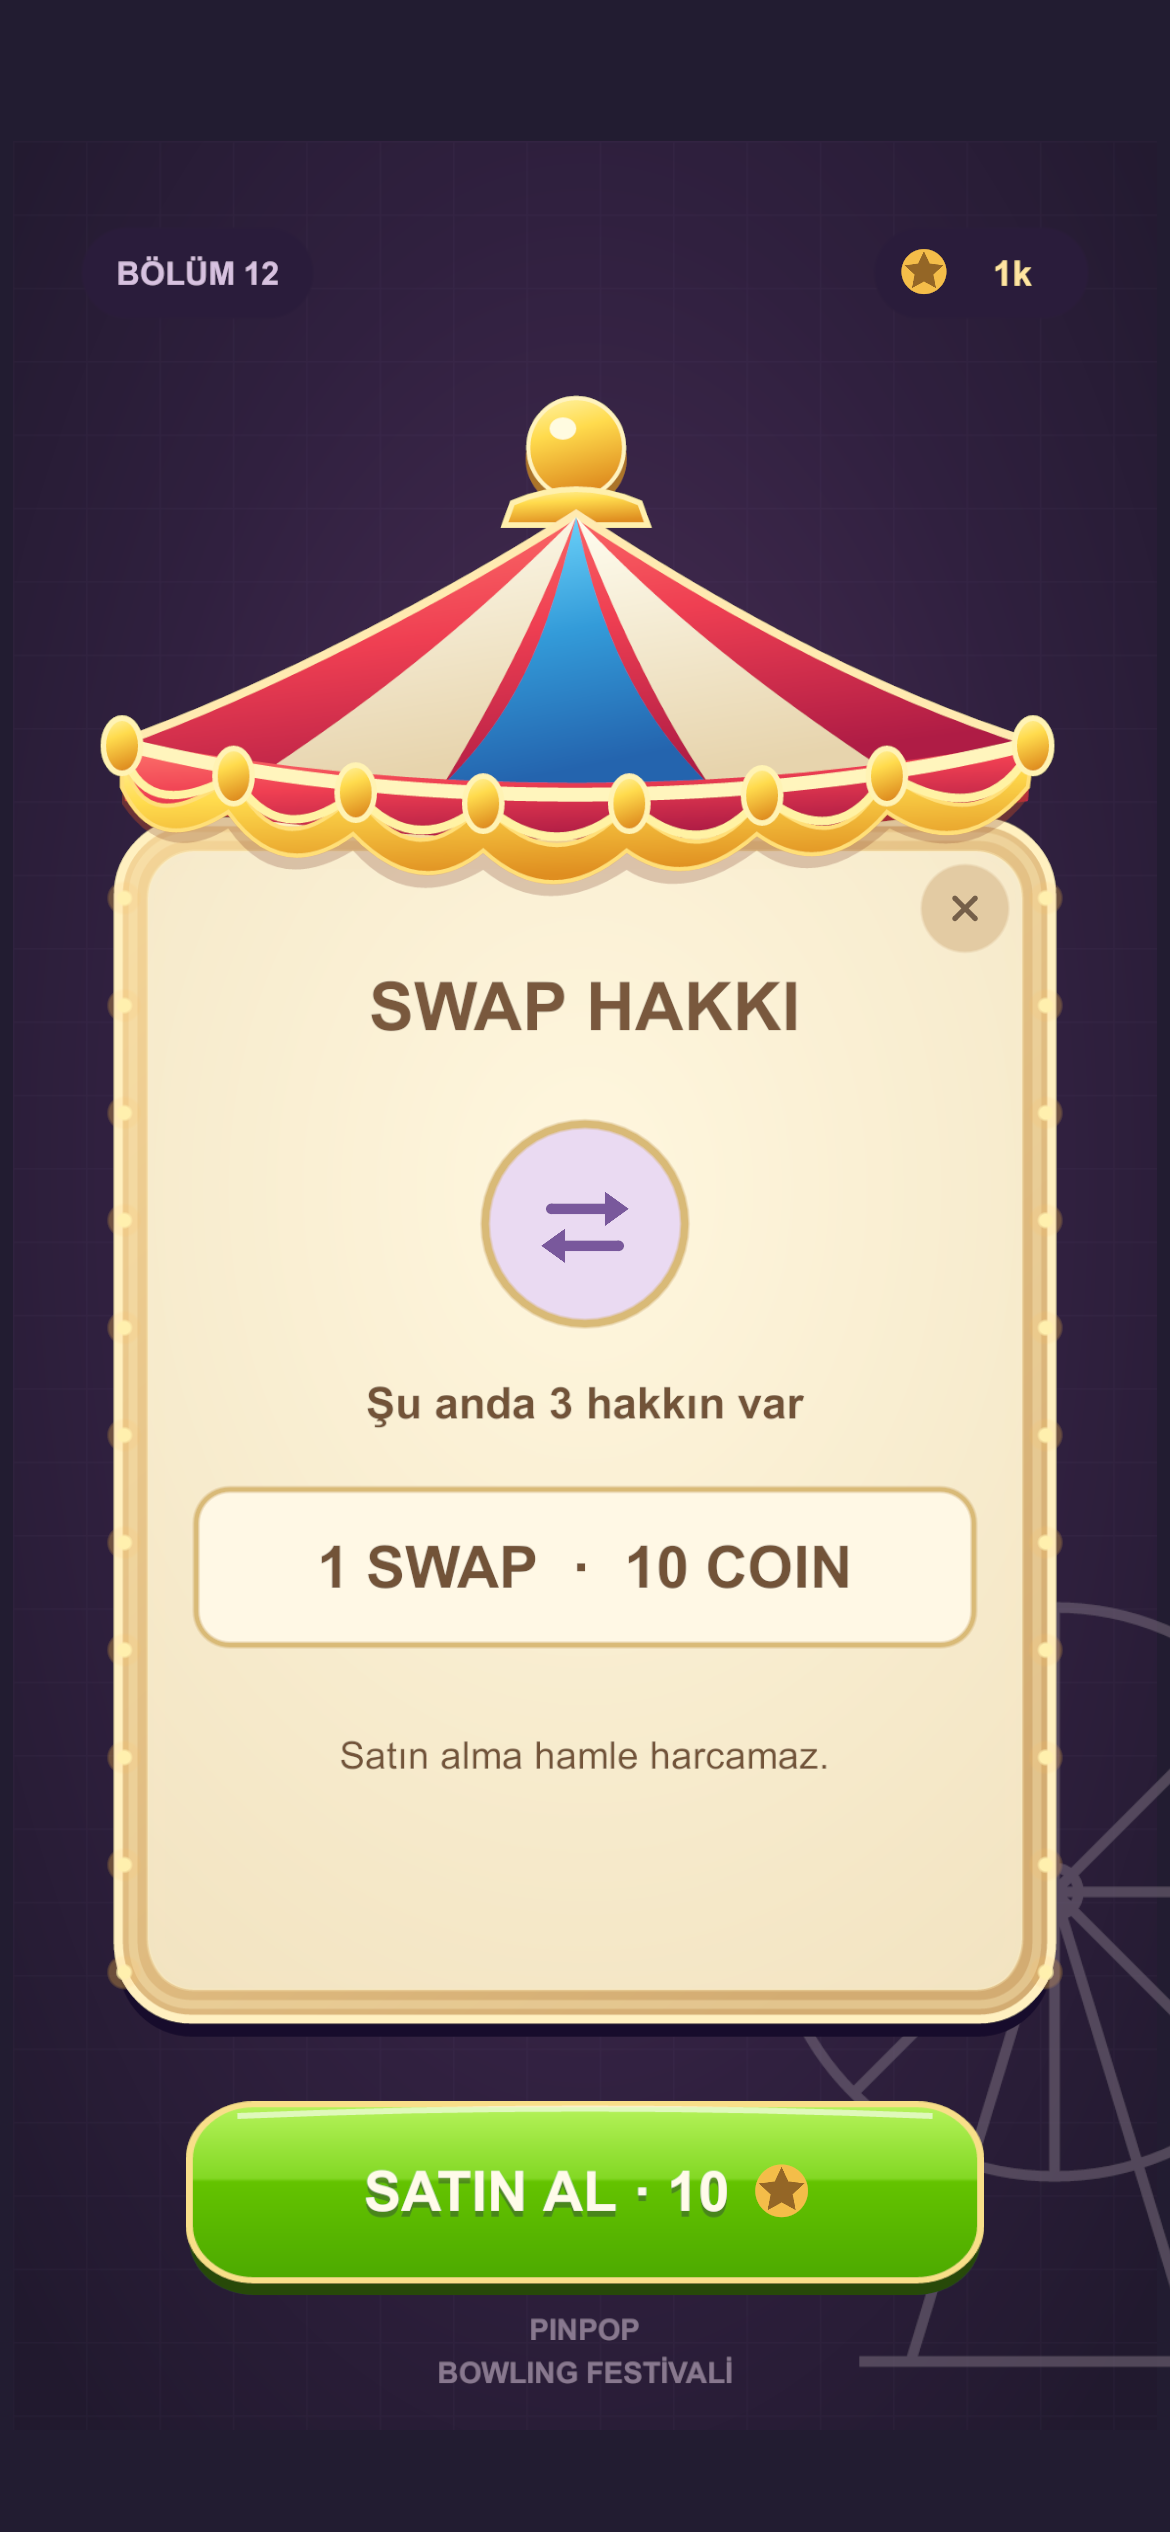 BÖLÜM 12
1k
SWAP HAKKI
Şu anda 3 hakkın var
1 SWAP · 10 COIN
Satın alma hamle harcamaz.
SATIN AL · 10
PINPOP
BOWLING FESTİVALİ